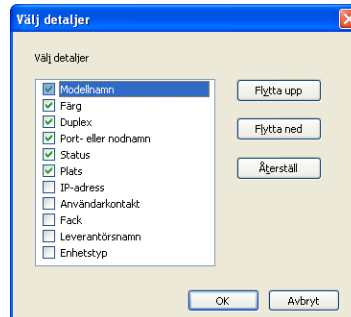 Välj detaljer
Välj detaljer
Modellnamn
Färg
Duplex
Port- eller nodnamn
Status
Plats
IP-adress
Användarkontakt
Fack
Leverantörsnamn
Enhetstyp
Flytta upp
Flytta ned
Återställ
OK
Avbryt